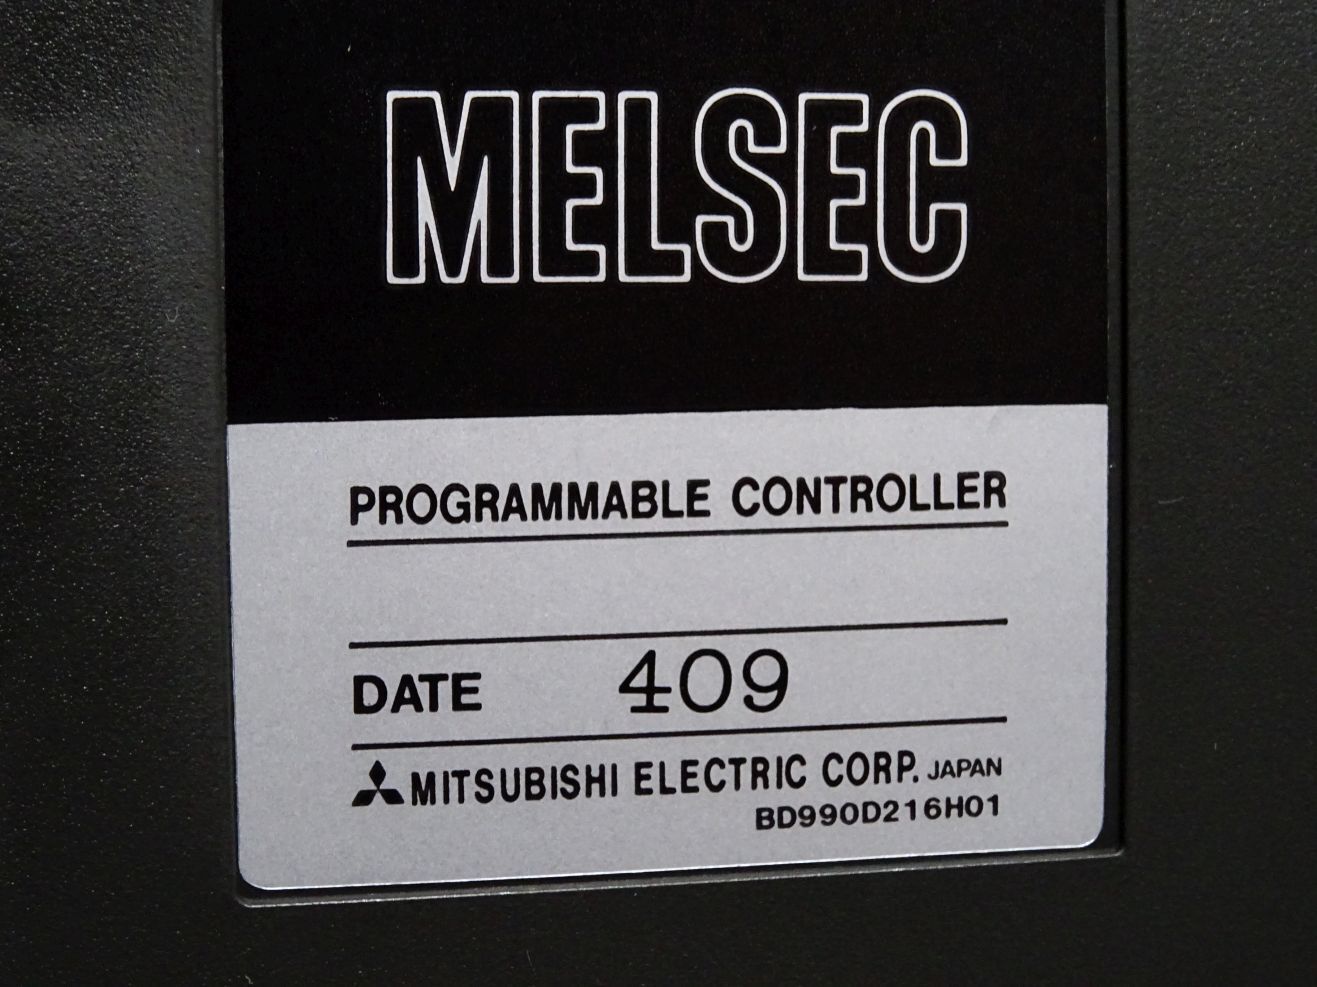 MELSEC
PROGRAMMABLE CONTROLLER
DATE 409
MITSUBISHI ELECTRIC CORP. JAPAN
BD990D216H01